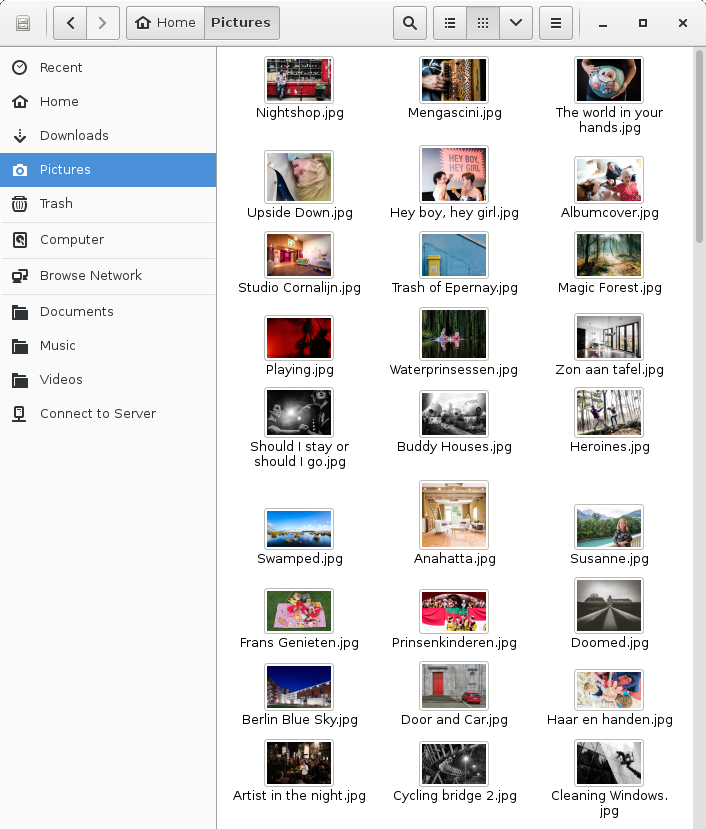 Home
Pictures
Recent
Home
Downloads
Pictures
Trash
Computer
Browse Network
Documents
Music
Videos
Connect to Server
Nightshop.jpg
Mengascini.jpg
The world in your
hands.jpg
HEY BOY,
HEY GIRL
Upside Down.jpg
Hey boy, hey girl.jpg
Albumcover.jpg
Studio Cornalijn.jpg
Trash of Epernay.jpg
Magic Forest.jpg
Playing.jpg
Waterprinsessen.jpg
Zon aan tafel.jpg
Should I stay or
should I go.jpg
Buddy Houses.jpg
Heroines.jpg
Swamped.jpg
Anahatta.jpg
Susanne.jpg
Frans Genieten.jpg
Prinsenkinderen.jpg
Doomed.jpg
Berlin Blue Sky.jpg
Door and Car.jpg
Haar en handen.jpg
Artist in the night.jpg
Cycling bridge 2.jpg
Cleaning Windows.
jpg